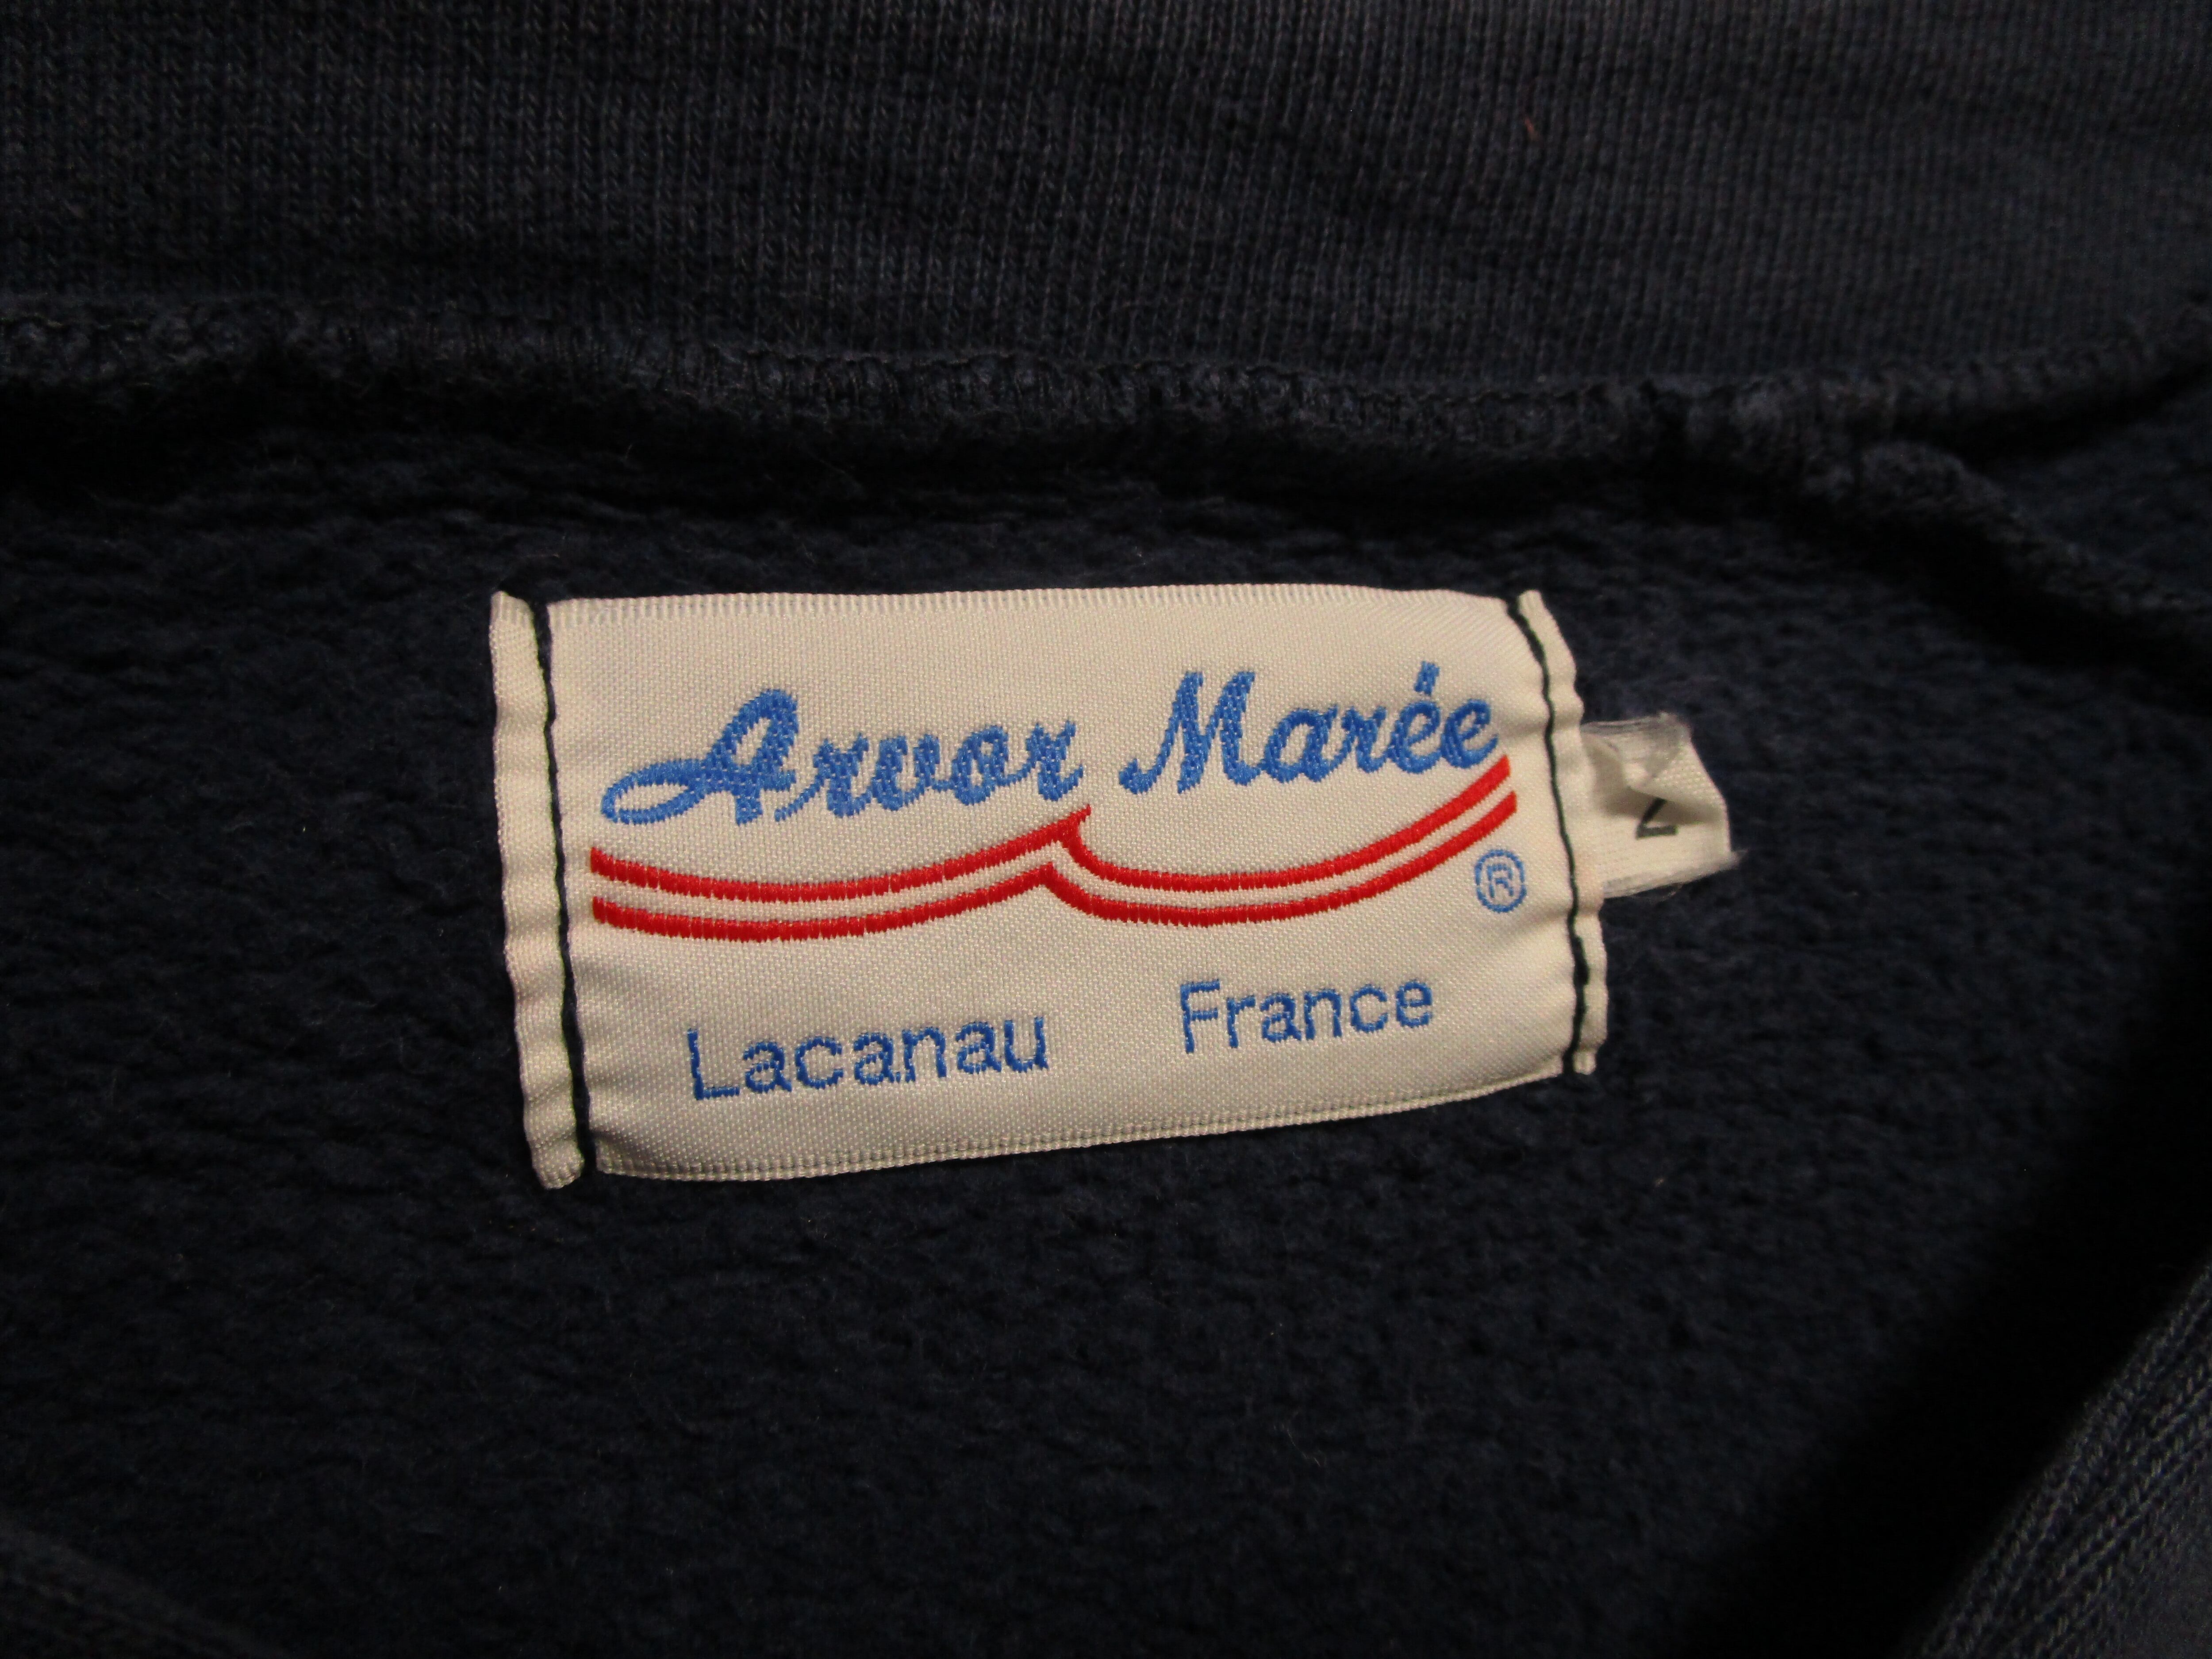 Arvor Marée
®
Lacanau France